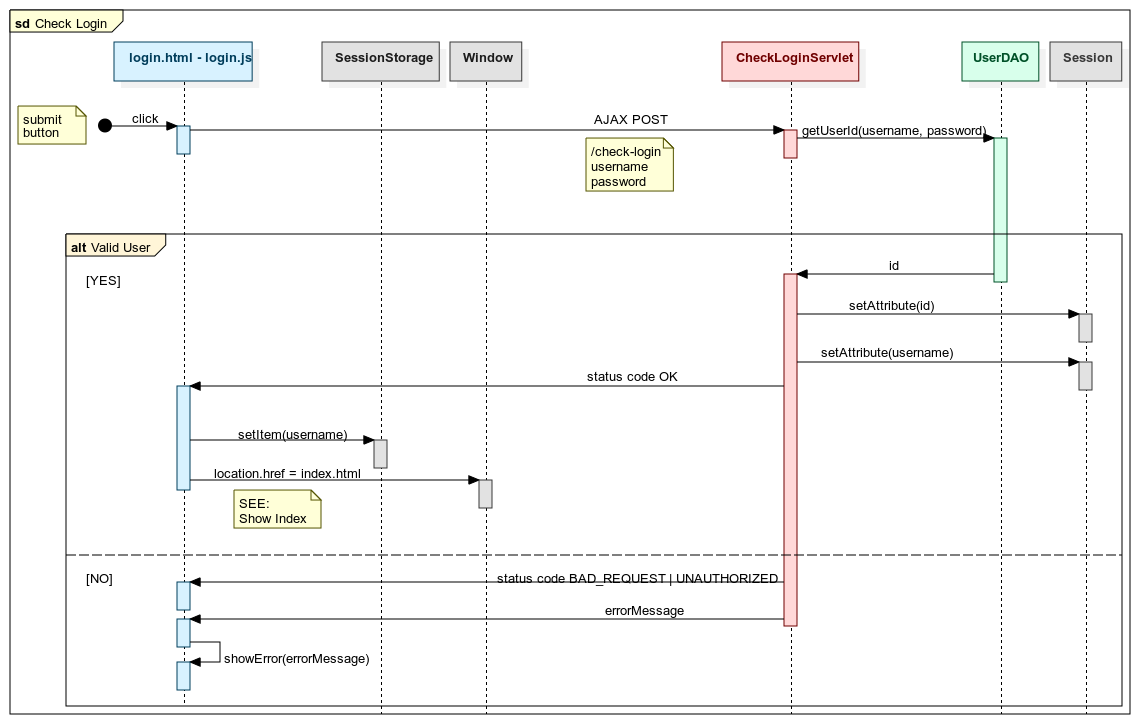 sd Check Login
login.html - login.js
SessionStorage
Window
CheckLoginServlet
UserDAO
Session
submit
button
click
AJAX POST
getUserId(username, password)
/check-login
username
password
alt Valid User
[YES]
id
setAttribute(id)
setAttribute(username)
status code OK
setItem(username)
location.href = index.html
SEE:
Show Index
[NO]
status code BAD_REQUEST | UNAUTHORIZED
errorMessage
showError(errorMessage)